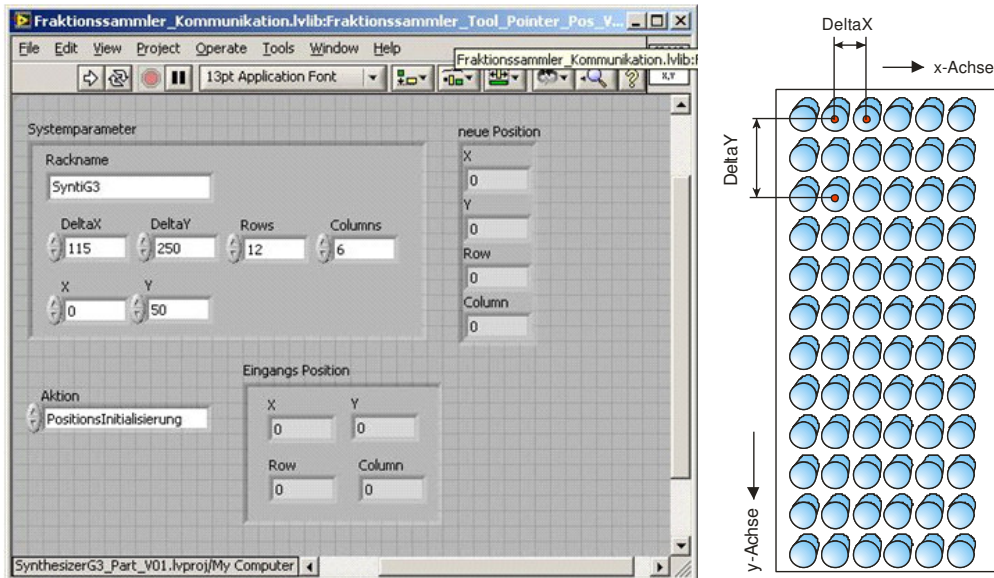 Fraktionssammler_Kommunikation.lvlib:Fraktionssammler_Tool_Pointer_Pos_V...
File Edit View Project Operate Tools Window Help
Fraktionssammler_Kommunikation.lvlib:
13pt Application Font
X,Y
Systemparameter
Rackname
SyntiG3
DeltaX DeltaY Rows Columns
115 250 12 6
X Y
0 50
neue Position
X
0
Y
0
Row
0
Column
0
Aktion
PositionsInitialisierung
Eingangs Position
X Y
0 0
Row Column
0 0
SynthesizerG3_Part_V01.lvproj/My Computer
DeltaX
x-Achse
DeltaY
y-Achse